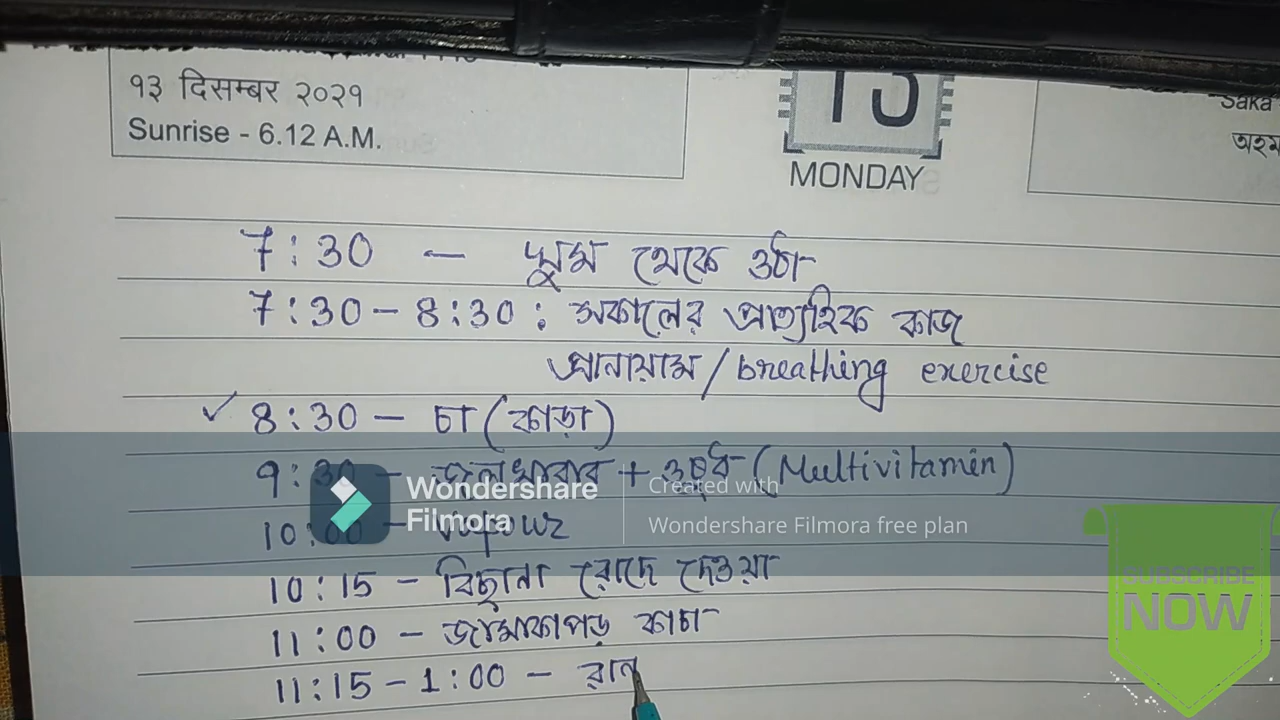 १३ दिसम्बर २०२१
Sunrise - 6.12 A.M.
13
MONDAY
Saka
7:30 — ঘুম থেকে ওঠা
7:30 – 8:30 : সকালের প্রাত্যহিক কাজ
প্রানায়াম / breathing exercise
✓ 8:30 – চা (কাড়া)
9:30 – জলখাবার + ওষুধ (Multivitamin)
10:00 – Vapour
10:15 – বিছানা রোদে দেওয়া
11:00 – জামাকাপড় কাচা
11:15 – 1:00 – রান
Wondershare
Filmora
Created with
Wondershare Filmora free plan
SUBSCRIBE
NOW